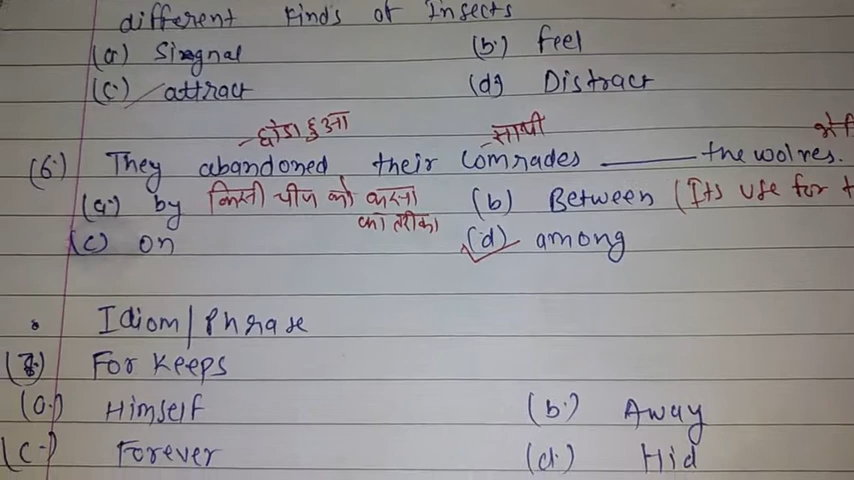 different kinds of Insects
(a) Singnal (b.) feel
(c.) attract (d) Distract
छोडा हुआ साथी
(6.) They abandoned their Comrades ____ the wolves.
(a.) by किसी चीज को करना (b) Between (Its use for
का तरीका
(c) on (d) among
Idiom/Phrase
(7.) For Keeps
(a.) Himself (b.) Away
(c.) Forever (d.) Hid